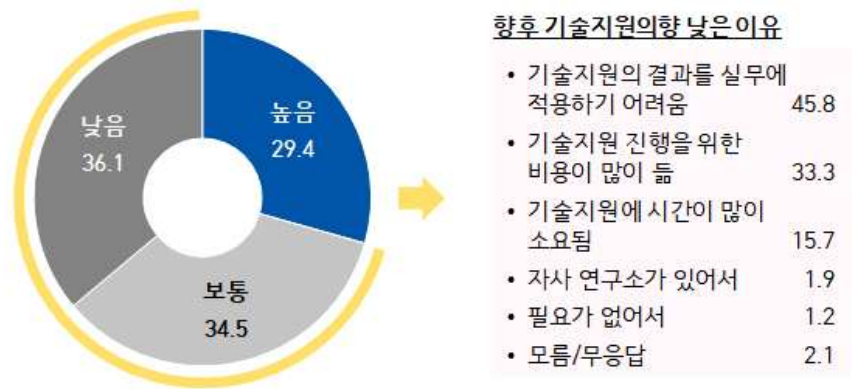 높음
29.4
보통
34.5
낮음
36.1
향후 기술지원의향 낮은 이유
• 기술지원의 결과를 실무에
적용하기 어려움 45.8
• 기술지원 진행을 위한
비용이 많이 듦 33.3
• 기술지원에 시간이 많이
소요됨 15.7
• 자사 연구소가 있어서 1.9
• 필요가 없어서 1.2
• 모름/무응답 2.1